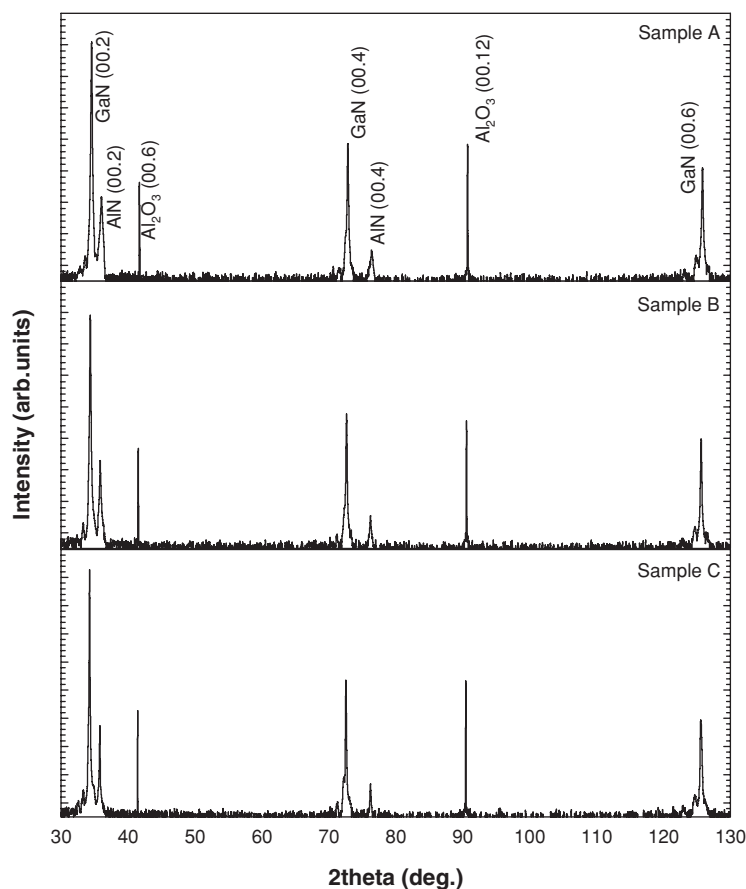 Sample A
GaN (00.2)
AlN (00.2)
Al₂O₃ (00.6)
GaN (00.4)
AlN (00.4)
Al₂O₃ (00.12)
GaN (00.6)
Sample B
Intensity (arb.units)
Sample C
30 40 50 60 70 80 90 100 110 120 130
2theta (deg.)